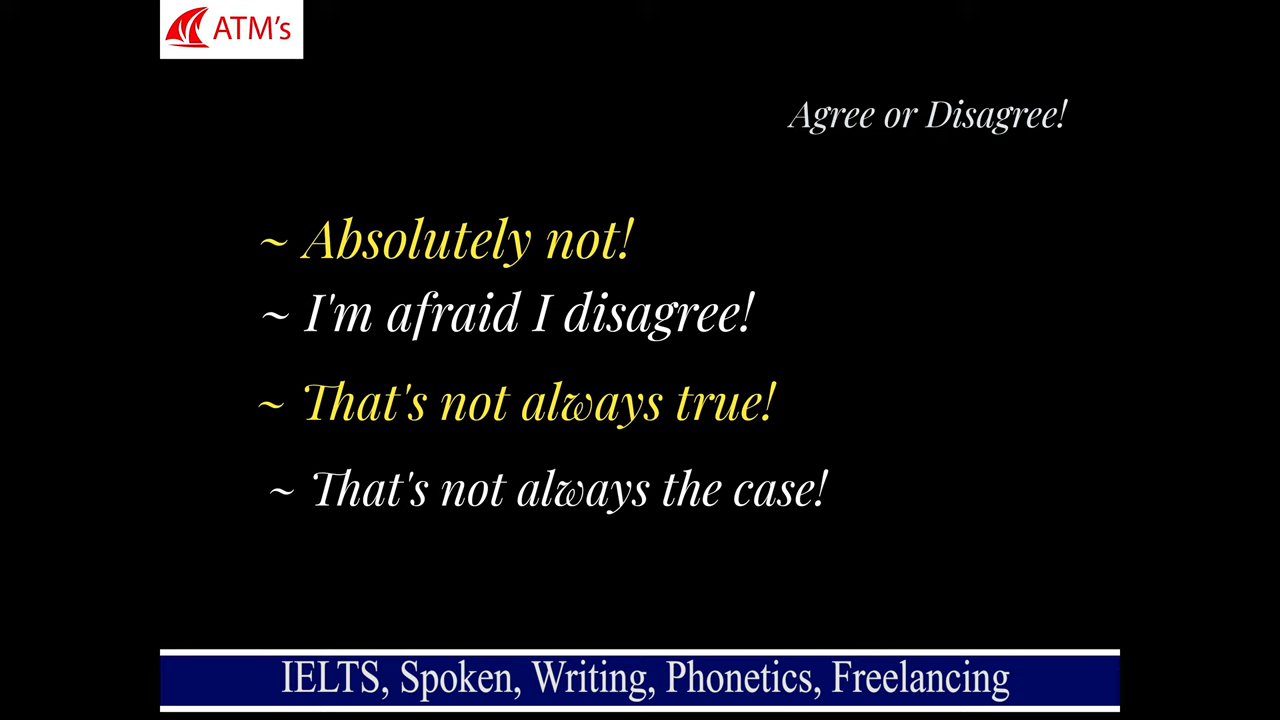 ATM's
Agree or Disagree!
~ Absolutely not!
~ I'm afraid I disagree!
~ That's not always true!
~ That's not always the case!
IELTS, Spoken, Writing, Phonetics, Freelancing